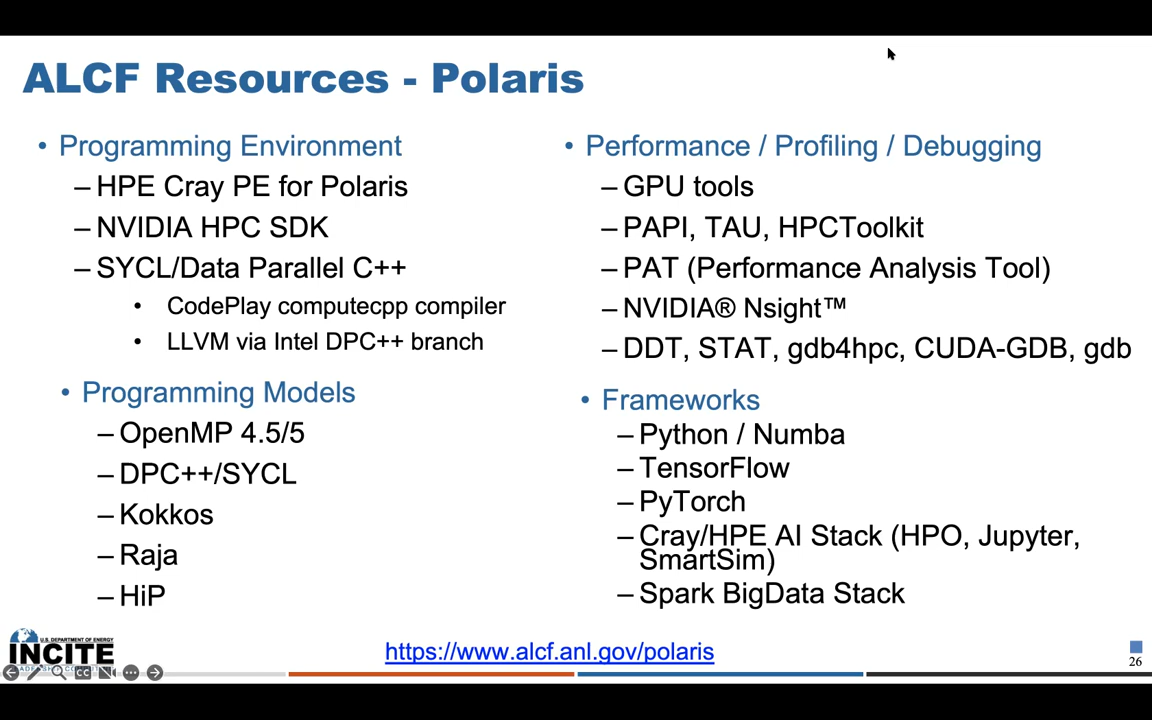 ALCF Resources - Polaris
• Programming Environment
– HPE Cray PE for Polaris
– NVIDIA HPC SDK
– SYCL/Data Parallel C++
• CodePlay computecpp compiler
• LLVM via Intel DPC++ branch
• Programming Models
– OpenMP 4.5/5
– DPC++/SYCL
– Kokkos
– Raja
– HiP
• Performance / Profiling / Debugging
– GPU tools
– PAPI, TAU, HPCToolkit
– PAT (Performance Analysis Tool)
– NVIDIA® Nsight™
– DDT, STAT, gdb4hpc, CUDA-GDB, gdb
• Frameworks
– Python / Numba
– TensorFlow
– PyTorch
– Cray/HPE AI Stack (HPO, Jupyter,
SmartSim)
– Spark BigData Stack
U.S. DEPARTMENT OF ENERGY
INCITE
https://www.alcf.anl.gov/polaris
26